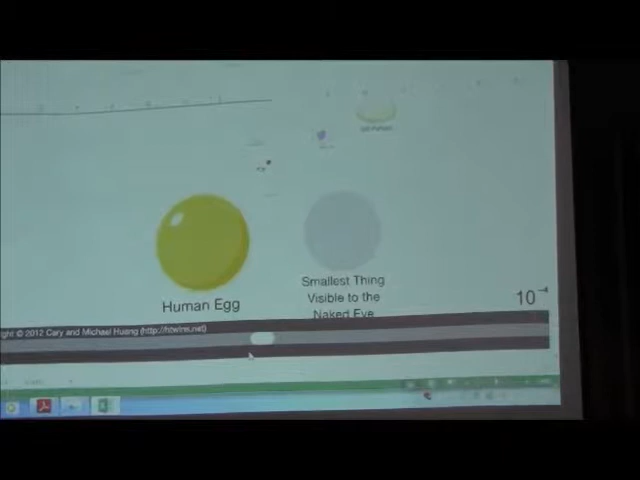 Human Egg
Smallest Thing
Visible to the
Naked Eye
10⁻⁴
ght © 2012 Cary and Michael Huang (http://htwins.net)